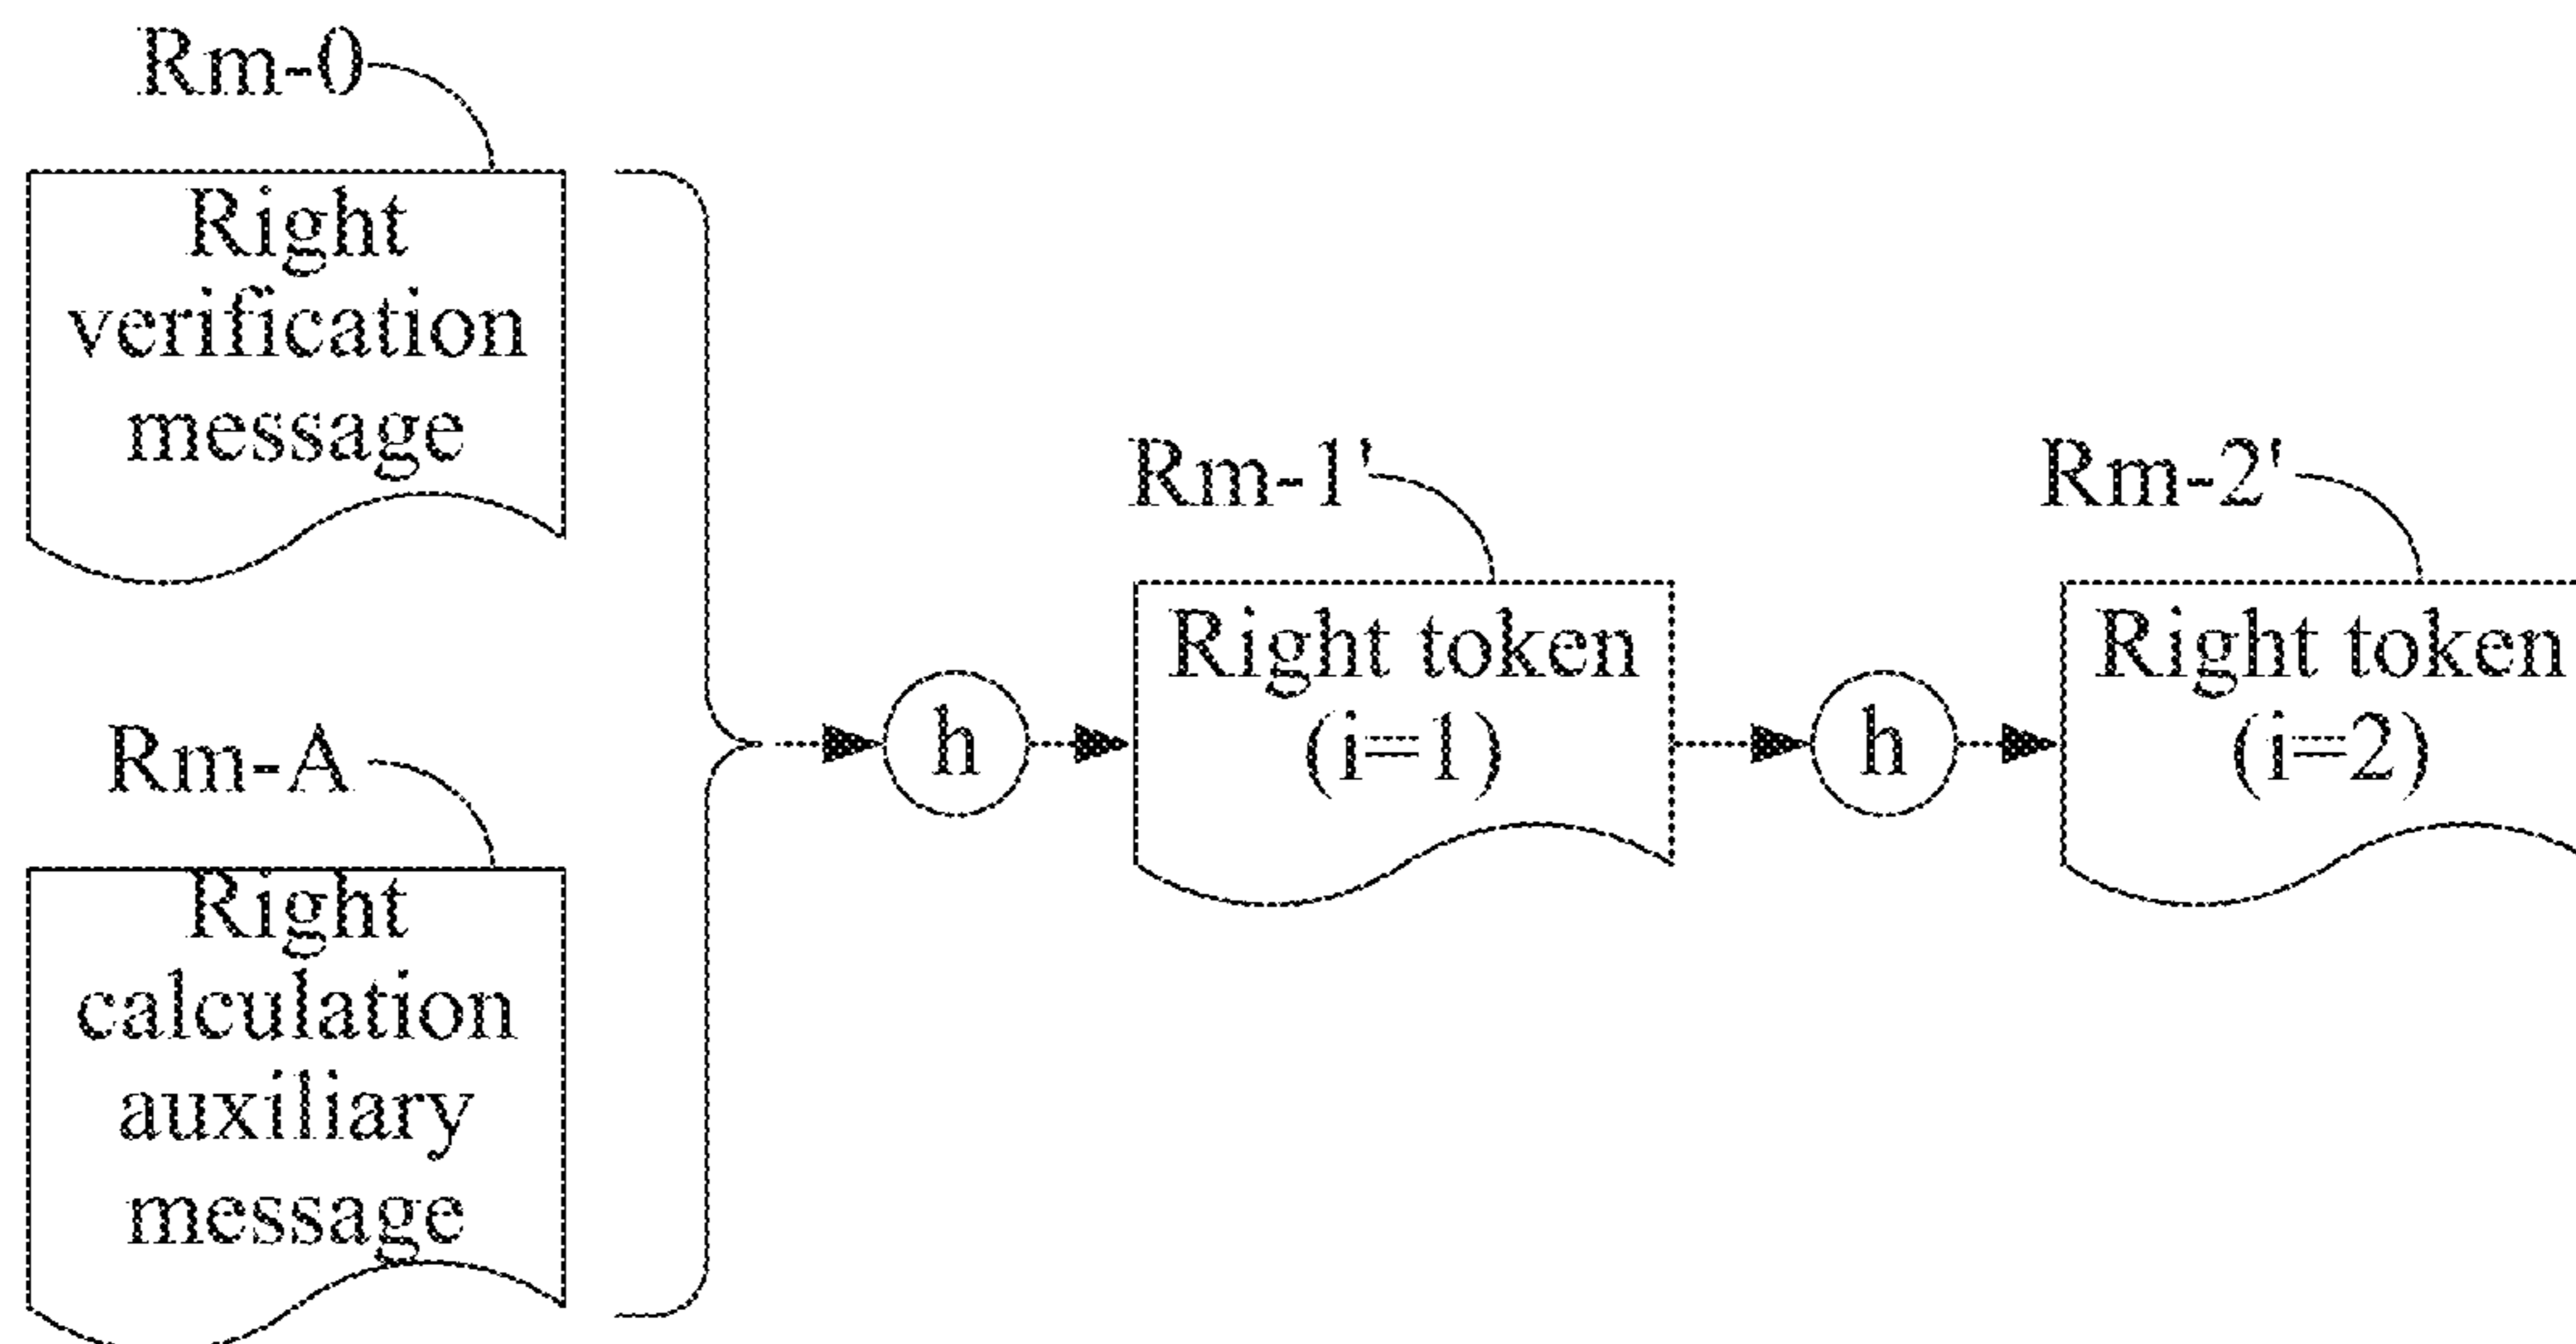 Rm-0
Right
verification
message
Rm-A
Right
calculation
auxiliary
message
h
Rm-1'
Right token
(i=1)
h
Rm-2'
Right token
(i=2)